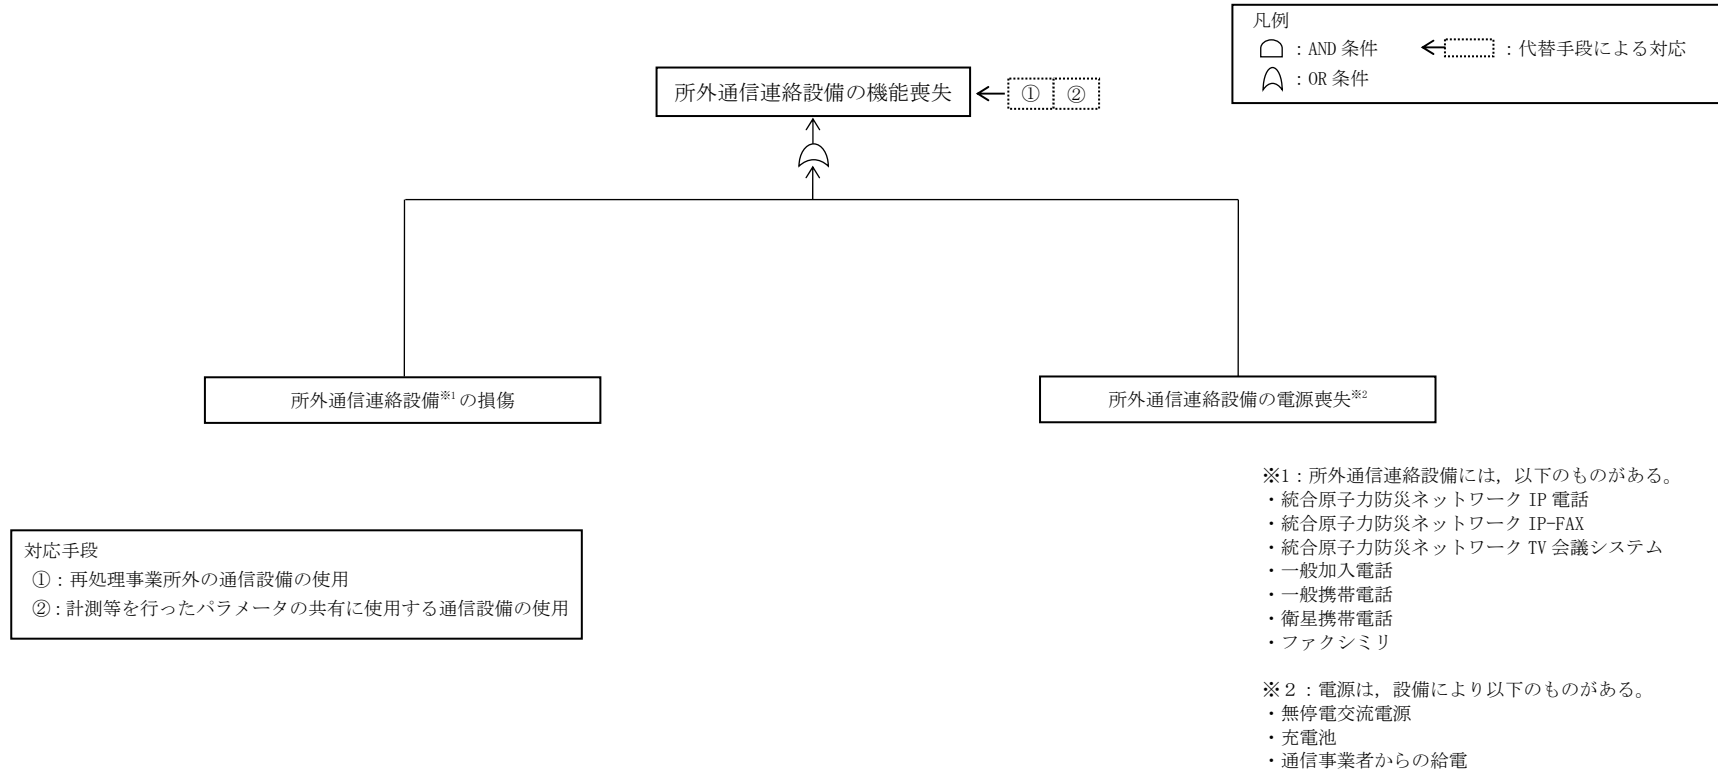 凡例
：AND 条件
：代替手段による対応
：OR 条件
所外通信連絡設備の機能喪失
① ②
所外通信連絡設備※1の損傷
所外通信連絡設備の電源喪失※2
対応手段
①：再処理事業所外の通信設備の使用
②：計測等を行ったパラメータの共有に使用する通信設備の使用
※1：所外通信連絡設備には，以下のものがある。
・統合原子力防災ネットワーク IP 電話
・統合原子力防災ネットワーク IP-FAX
・統合原子力防災ネットワーク TV 会議システム
・一般加入電話
・一般携帯電話
・衛星携帯電話
・ファクシミリ
※２：電源は，設備により以下のものがある。
・無停電交流電源
・充電池
・通信事業者からの給電